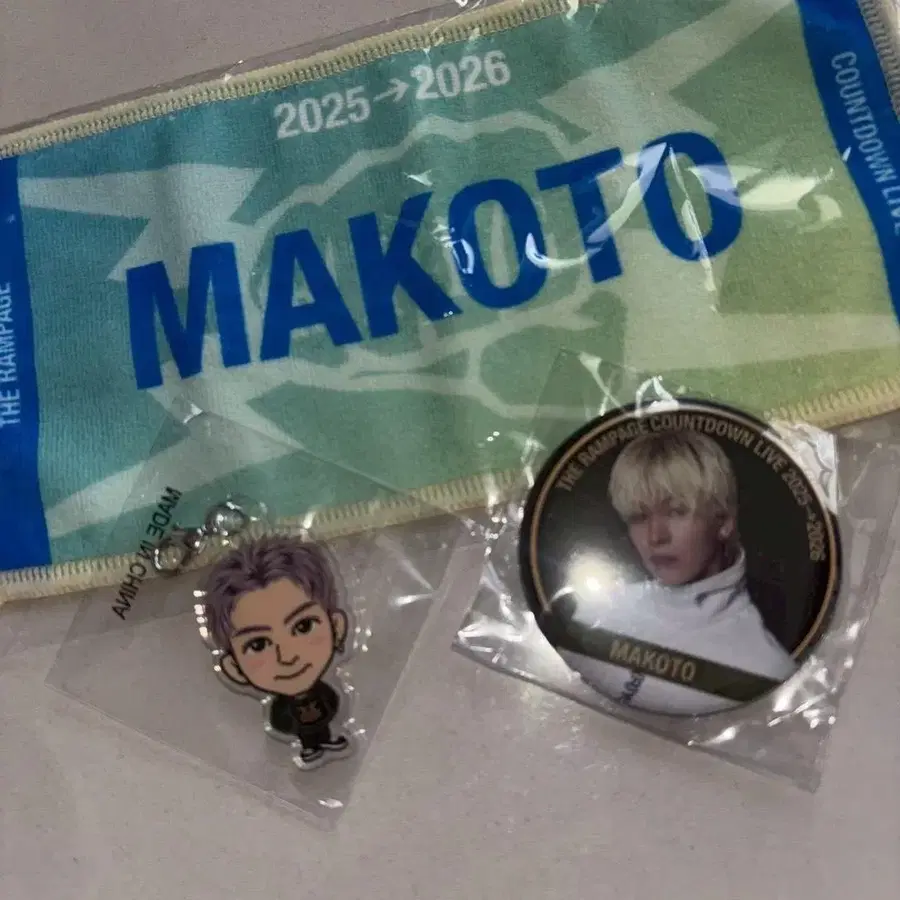 2025→2026
COUNTDOWN LIVE
MAKOTO
THE RAMPAGE
THE RAMPAGE COUNTDOWN LIVE 2025→2026
MADE IN CHINA
MAKOTO